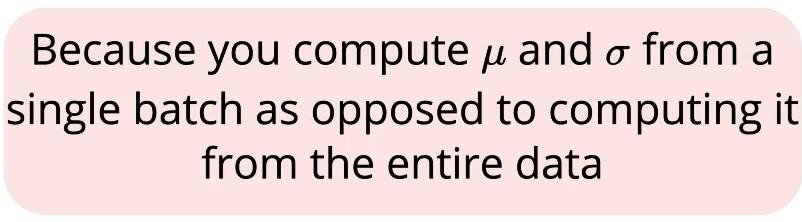 Because you compute μ and σ from a
single batch as opposed to computing it
from the entire data